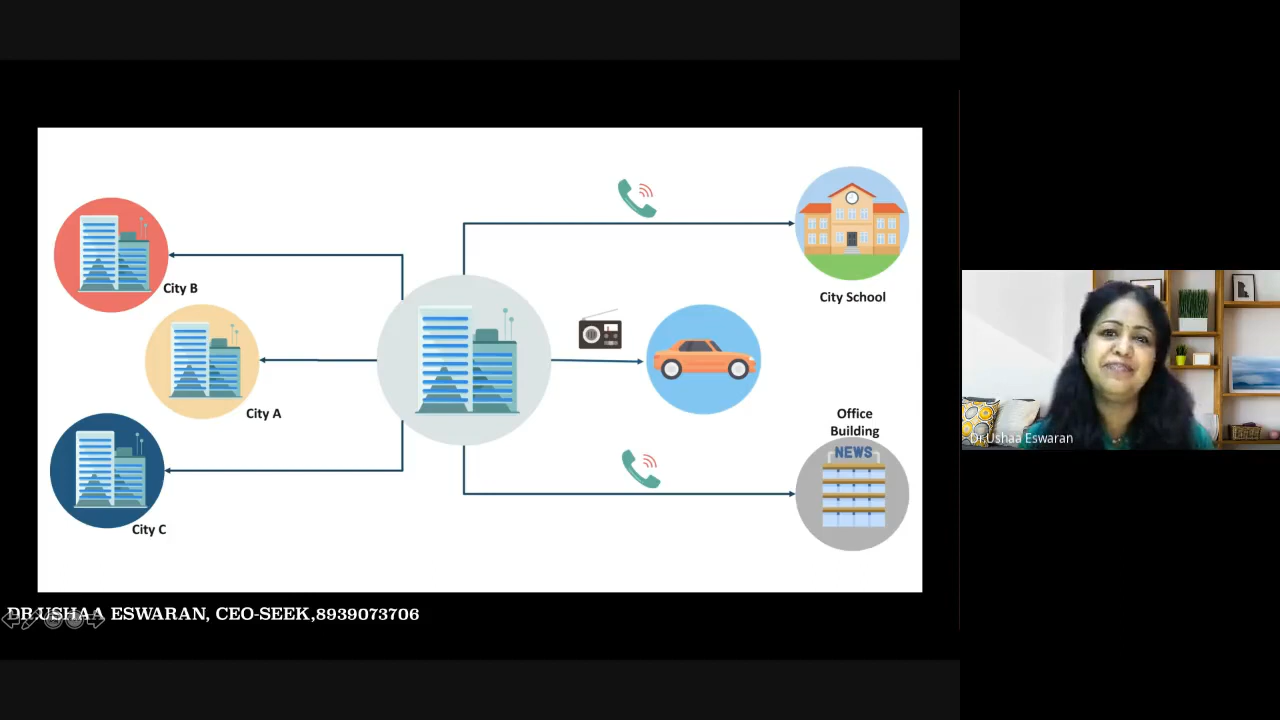 City B
City A
City C
City School
Office
Building
NEWS
Dr.Ushaa Eswaran
DR.USHAA ESWARAN, CEO-SEEK,8939073706